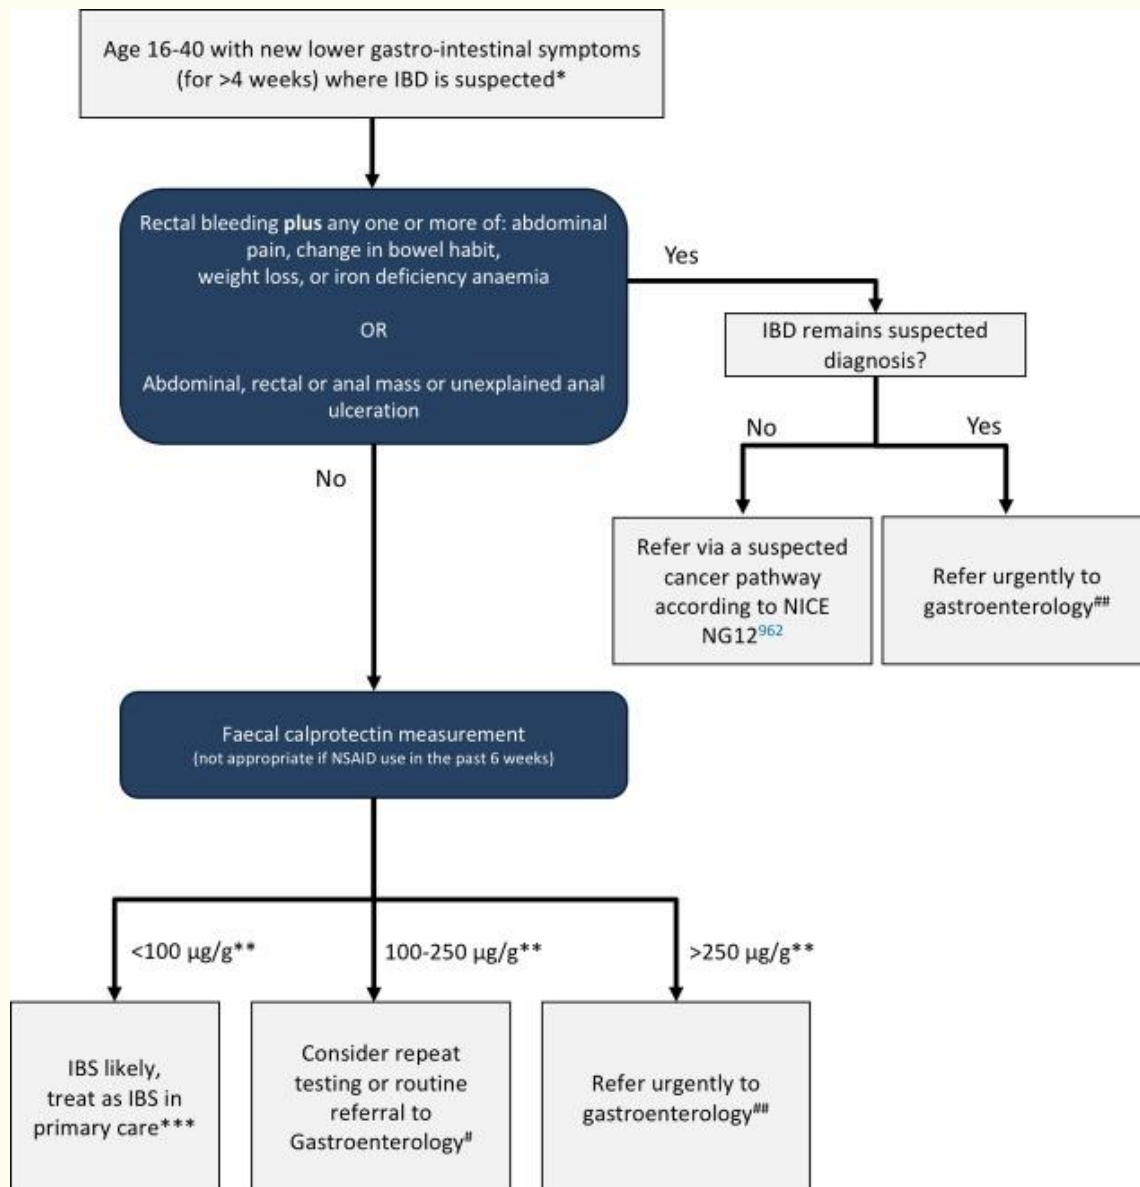 Age 16-40 with new lower gastro-intestinal symptoms
(for >4 weeks) where IBD is suspected*
Rectal bleeding plus any one or more of: abdominal
pain, change in bowel habit,
weight loss, or iron deficiency anaemia
OR
Abdominal, rectal or anal mass or unexplained anal
ulceration
Yes
IBD remains suspected
diagnosis?
No
Yes
Refer via a suspected
cancer pathway
according to NICE
NG12962
Refer urgently to
gastroenterology##
No
Faecal calprotectin measurement
(not appropriate if NSAID use in the past 6 weeks)
<100 µg/g**
100-250 µg/g**
>250 µg/g**
IBS likely,
treat as IBS in
primary care***
Consider repeat
testing or routine
referral to
Gastroenterology#
Refer urgently to
gastroenterology##